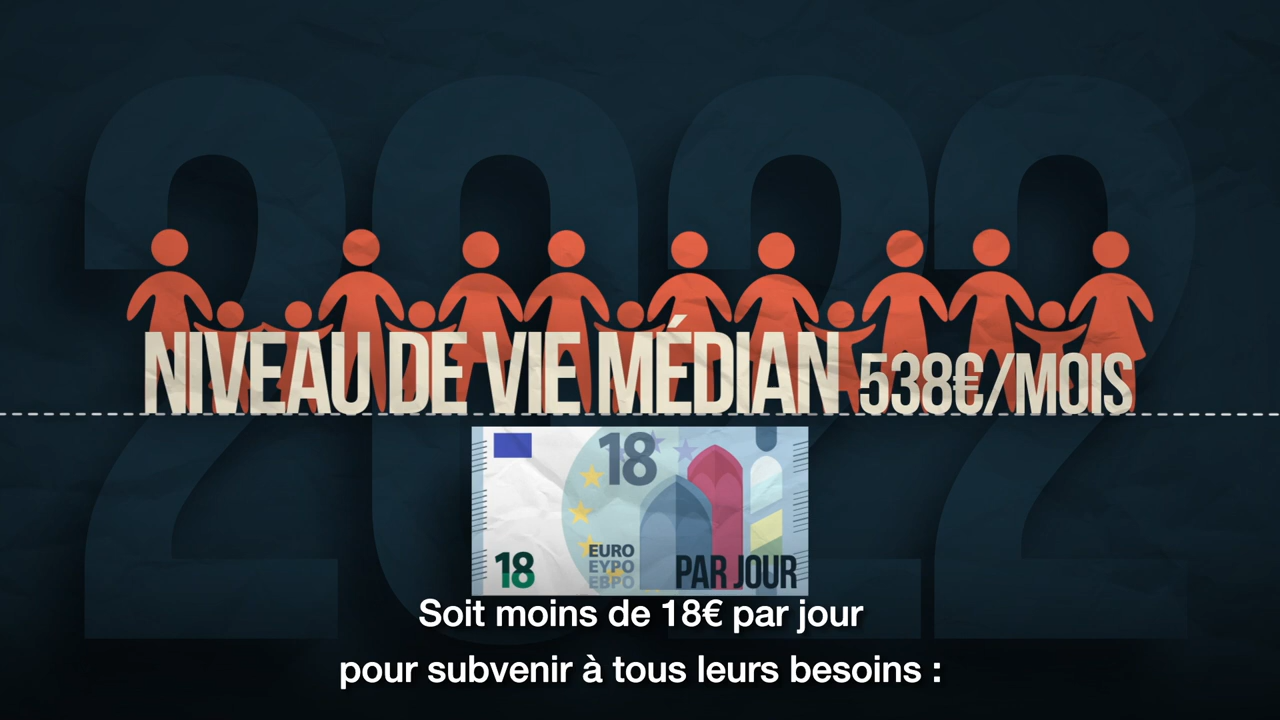 2022
NIVEAU DE VIE MÉDIAN 538€/MOIS
18
18
EURO
EYPO
EBPO
PAR JOUR
Soit moins de 18€ par jour
pour subvenir à tous leurs besoins :